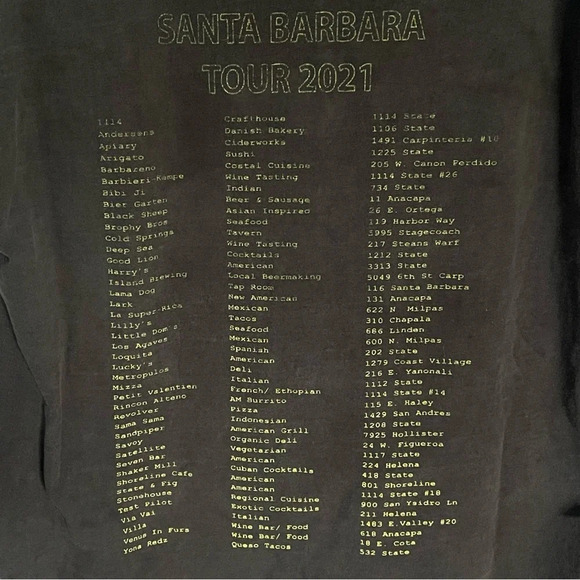 SANTA BARBARA
TOUR 2021
1114 Crafthouse 1114 State
Andersens Danish Bakery 1106 State
Apiary Ciderworks 1491 Carpinteria #10
Arigato Sushi 1225 State
Barbareno Costal Cuisine 205 W. Canon Perdido
Barbieri-Kempe Wine Tasting 1114 State #26
Bibi Ji Indian 734 State
Bier Garten Beer & Sausage 11 Anacapa
Black Sheep Asian Inspired 26 E. Ortega
Brophy Bros Seafood 119 Harbor Way
Cold Springs Tavern 3995 Stagecoach
Deep Sea Wine Tasting 217 Steans Warf
Good Lion Cocktails 1212 State
Harry's American 3313 State
Island Brewing Local Beermaking 5049 6th St Carp
Lama Dog Tap Room 116 Santa Barbara
Lark New American 131 Anacapa
La Super-Rica Mexican 622 N Milpas
Lilly's Tacos 310 Chapala
Little Dom's Seafood 686 Linden
Los Agaves Mexican 600 N. Milpas
Loquita Spanish 202 State
Lucky's American 1279 Coast Village
Metropulos Deli 216 E. Yanonali
Mizza Italian 1112 State
Petit Valentien French/ Ethopian 1114 State #14
Rincon Alteno AM Burrito 115 E. Haley
Revolver Pizza 1429 San Andres
Sama Sama Indonesian 1208 State
Sandpiper American Grill 7925 Hollister
Savoy Organic Deli 24 W. Figueroa
Satellite Vegetarian 1117 State
Seven Bar American 224 Helena
Shaker Mill Cuban Cocktails 418 State
Shoreline Cafe American 801 Shoreline
State & Fig American 1114 State #18
Stonehouse Regional Cuisine 900 San Ysidro Ln
Test Pilot Exotic Cocktails 211 Helena
Via Vai Italian 1483 E.Valley #20
Villa Wine Bar/ Food 618 Anacapa
Venus In Furs Wine Bar/ Food 18 E. Cota
Yona Redz Queso Tacos 532 State